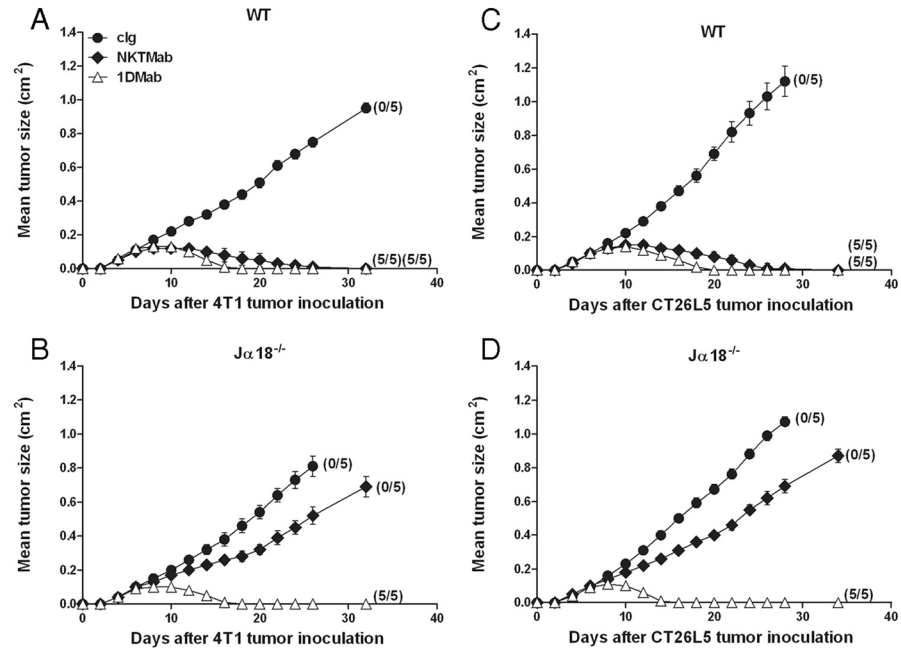 A
WT
cIg
NKTMab
1DMab
Mean tumor size (cm²)
1.4
1.2
1.0
0.8
0.6
0.4
0.2
0.0
(0/5)
(5/5)(5/5)
0 10 20 30 40
Days after 4T1 tumor inoculation
C
WT
Mean tumor size (cm²)
1.4
1.2
1.0
0.8
0.6
0.4
0.2
0.0
(0/5)
(5/5)
(5/5)
0 10 20 30 40
Days after CT26L5 tumor inoculation
B
Jα18-/-
Mean tumor size (cm²)
1.4
1.2
1.0
0.8
0.6
0.4
0.2
0.0
(0/5)
(0/5)
(5/5)
0 10 20 30 40
Days after 4T1 tumor inoculation
D
Jα18-/-
Mean tumor size (cm²)
1.4
1.2
1.0
0.8
0.6
0.4
0.2
0.0
(0/5)
(0/5)
(5/5)
0 10 20 30 40
Days after CT26L5 tumor inoculation